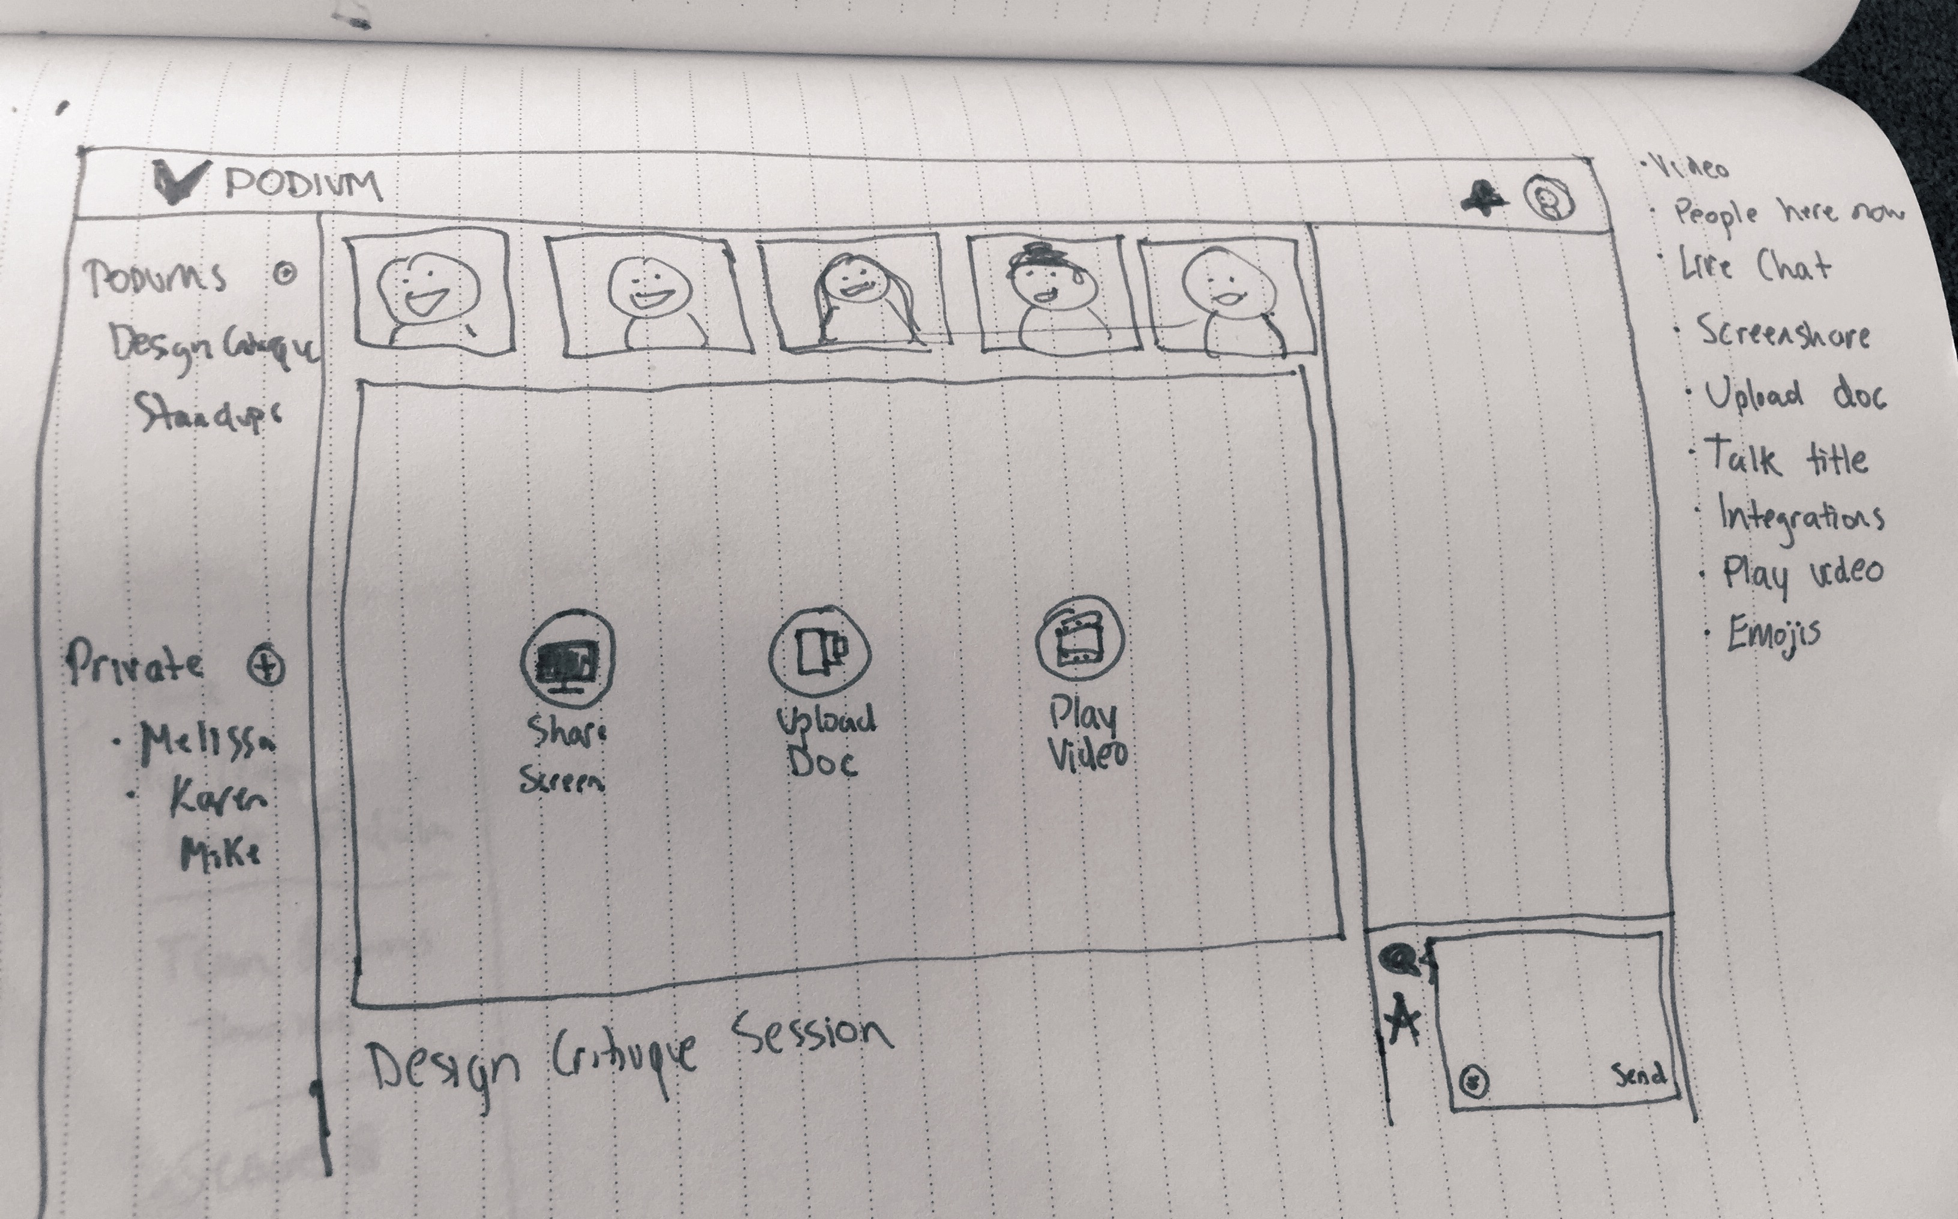 PODIUM
Podiums
Design Critique
Standups
Private +
• Melissa
• Karen
Mike
Share
Screen
Upload
Doc
Play
Video
Design Critique Session
A
Send
• Video
• People here now
• Live Chat
• Screenshare
• Upload doc
• Talk title
• Integrations
• Play video
• Emojis